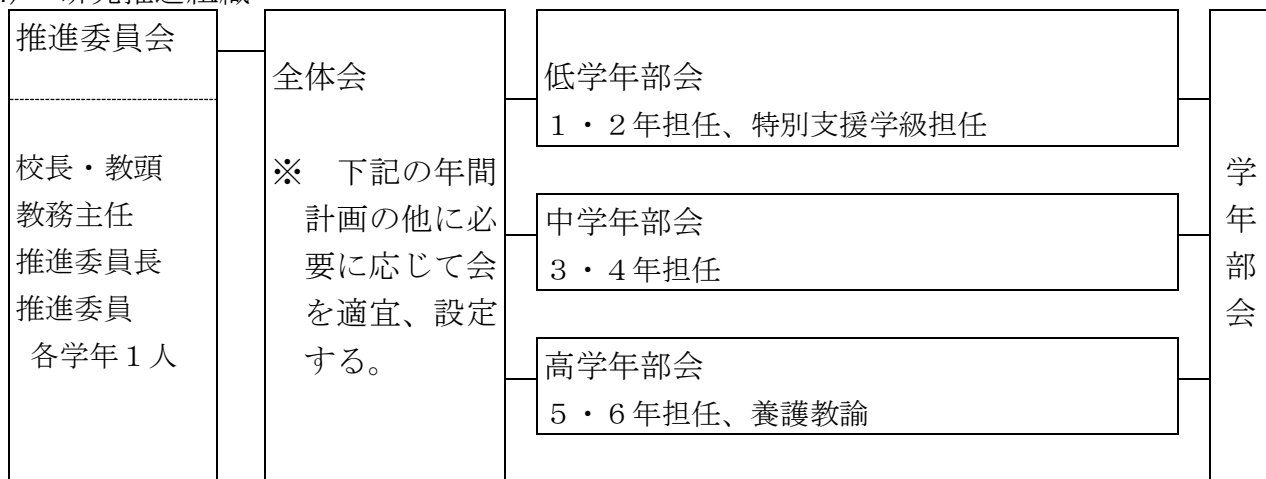 推進委員会
校長・教頭
教務主任
推進委員長
推進委員
各学年１人
全体会
※　下記の年間
計画の他に必
要に応じて会
を適宜、設定
する。
低学年部会
１・２年担任、特別支援学級担任
中学年部会
３・４年担任
高学年部会
５・６年担任、養護教諭
学
年
部
会